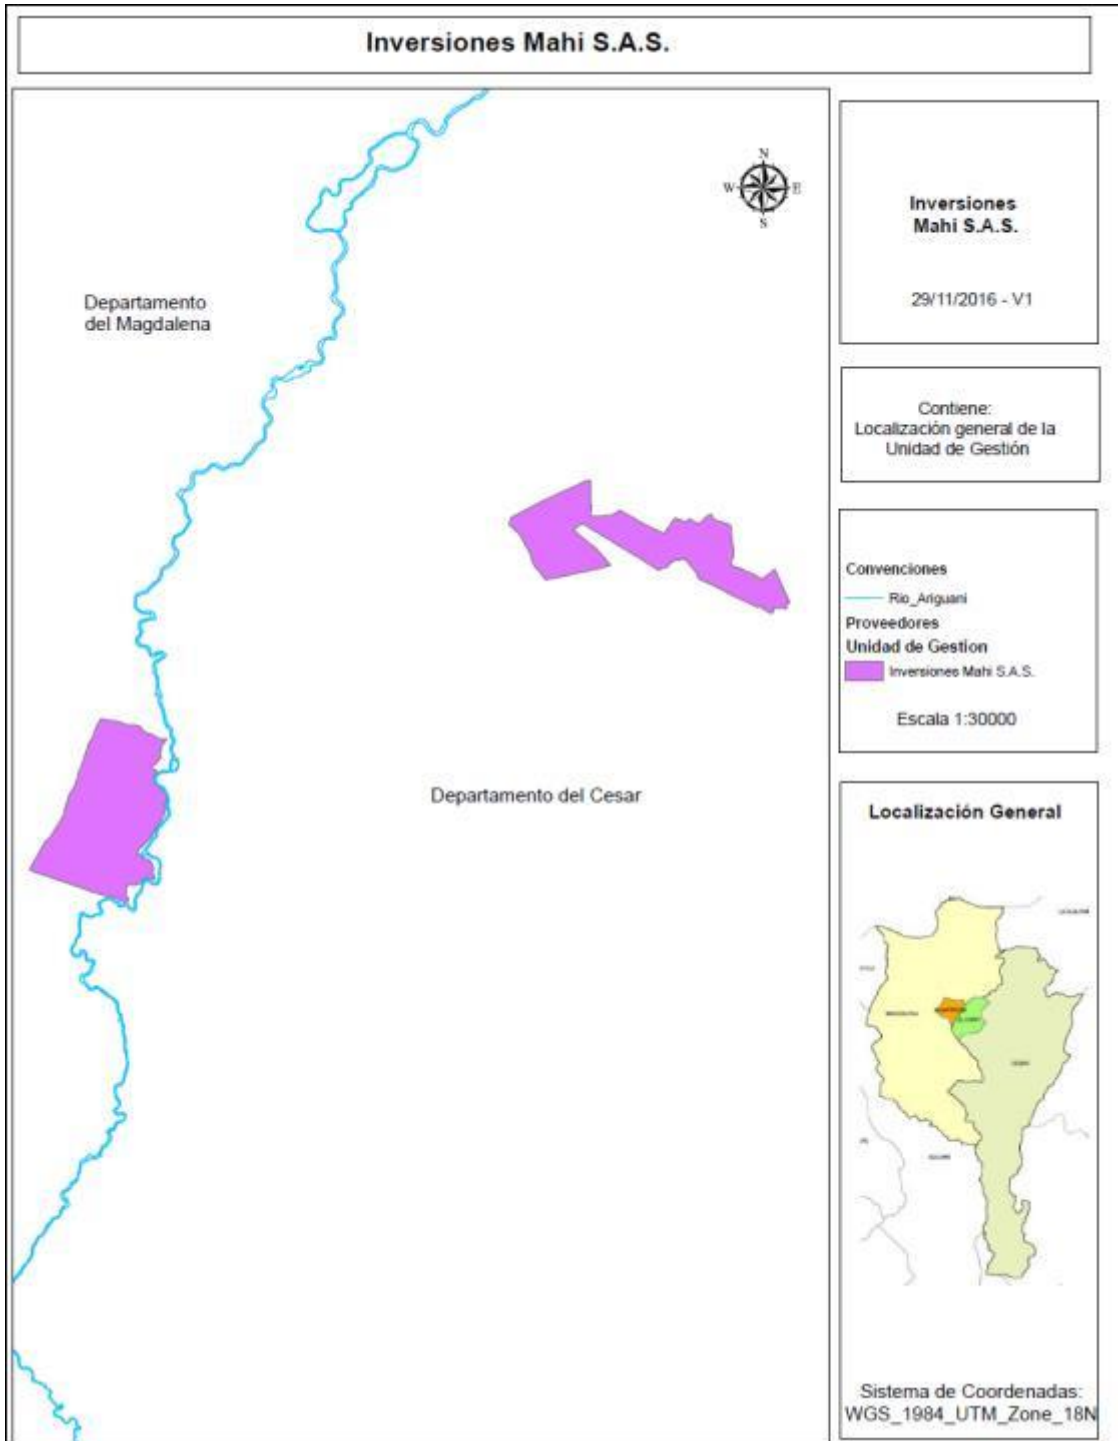 Inversiones Mahi S.A.S.
N
W
E
S
Departamento
del Magdalena
Departamento del Cesar
Inversiones
Mahi S.A.S.
29/11/2016 - V1
Contiene:
Localización general de la
Unidad de Gestión
Convenciones
Rio_Ariguani
Proveedores
Unidad de Gestion
Inversiones Mahi S.A.S.
Escala 1:30000
Localización General
Sistema de Coordenadas:
WGS_1984_UTM_Zone_18N